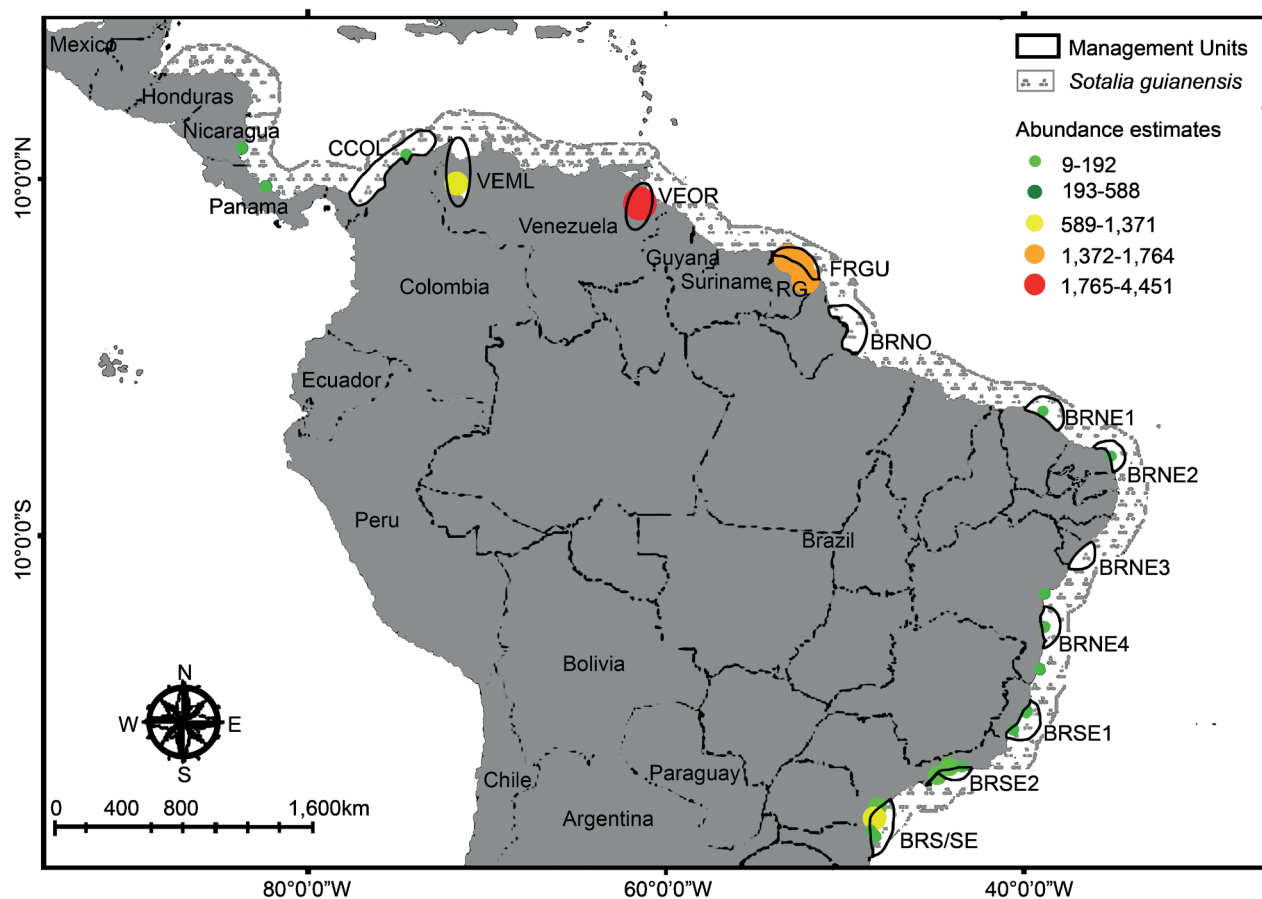 Mexico
Honduras
Nicaragua
Panama
CCOL
VEML
VEOR
Venezuela
Guyana
Suriname
FRGU
RG
Colombia
BRNO
Ecuador
BRNE1
BRNE2
Peru
Brazil
BRNE3
BRNE4
Bolivia
BRSE1
Chile
Paraguay
BRSE2
Argentina
BRS/SE
Management Units
Sotalia guianensis
Abundance estimates
9-192
193-588
589-1,371
1,372-1,764
1,765-4,451
N
W
E
S
0 400 800 1,600km
10°0'0"N
10°0'0"S
80°0'0"W
60°0'0"W
40°0'0"W